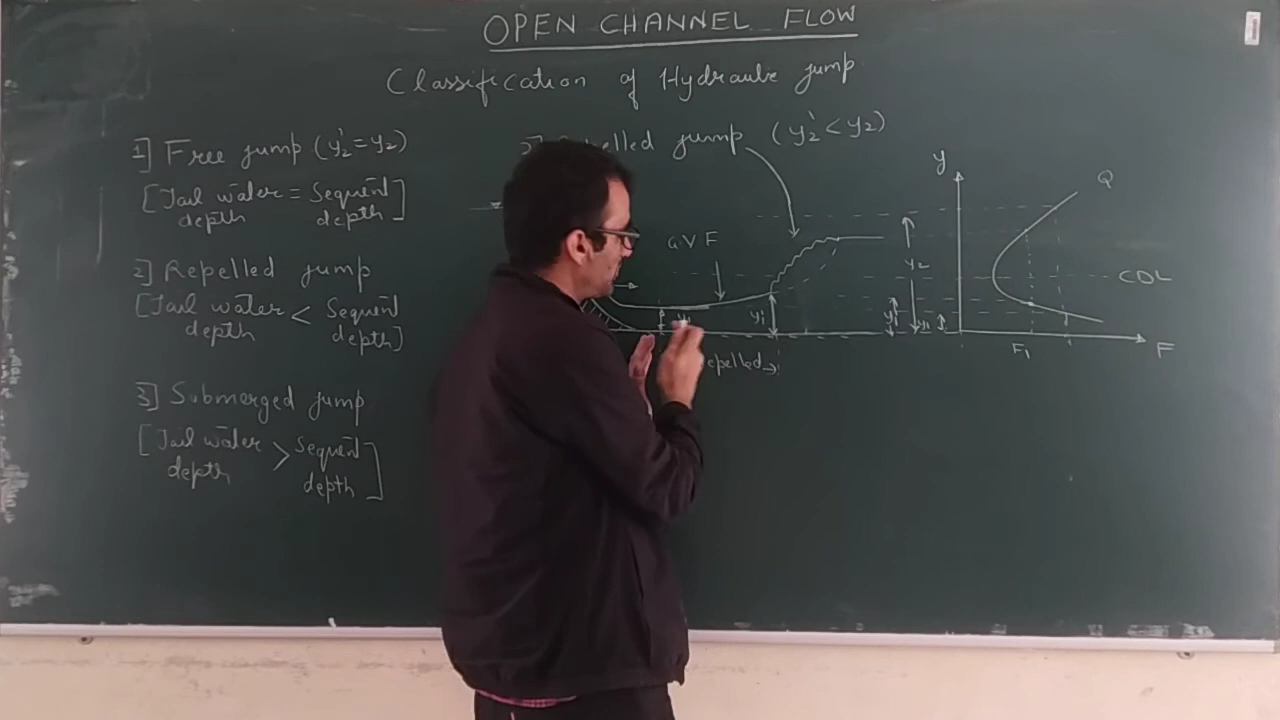 OPEN CHANNEL FLOW
Classification of Hydraulic jump
1] Free jump (y2' = y2)
[Tail water = Sequent
depth depth]
2] Repelled jump
[Tail water < Sequent
depth depth]
3] Submerged jump
[Tail water > Sequent
depth depth]
jump (y2' < y2)
GVF
y2
y1
y
Q
CDL
F1
F